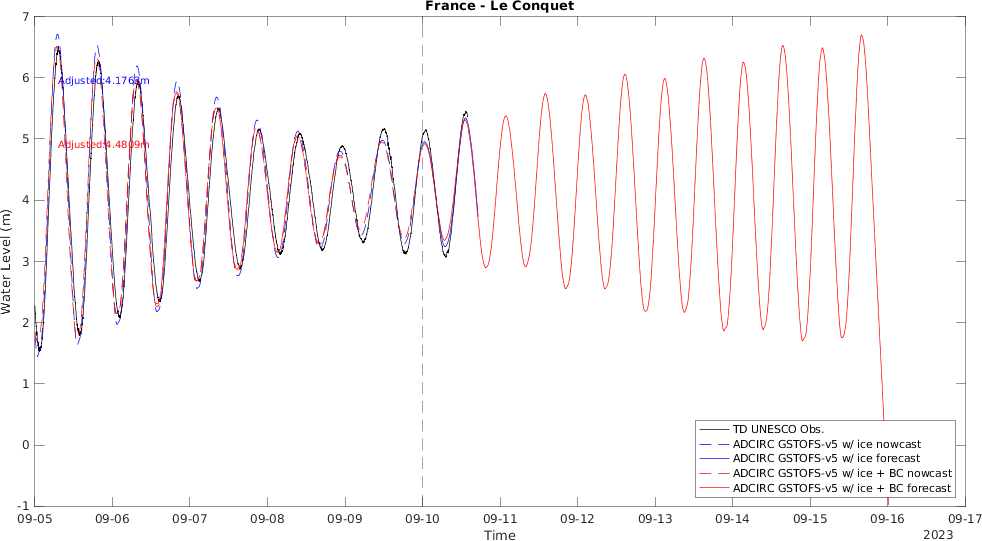 France - Le Conquet
7
6
5
4
3
2
1
0
-1
Water Level (m)
Adjusted:4.1763m
Adjusted:4.4809m
TD UNESCO Obs.
ADCIRC GSTOFS-v5 w/ ice nowcast
ADCIRC GSTOFS-v5 w/ ice forecast
ADCIRC GSTOFS-v5 w/ ice + BC nowcast
ADCIRC GSTOFS-v5 w/ ice + BC forecast
09-05 09-06 09-07 09-08 09-09 09-10 09-11 09-12 09-13 09-14 09-15 09-16 09-17
Time
2023